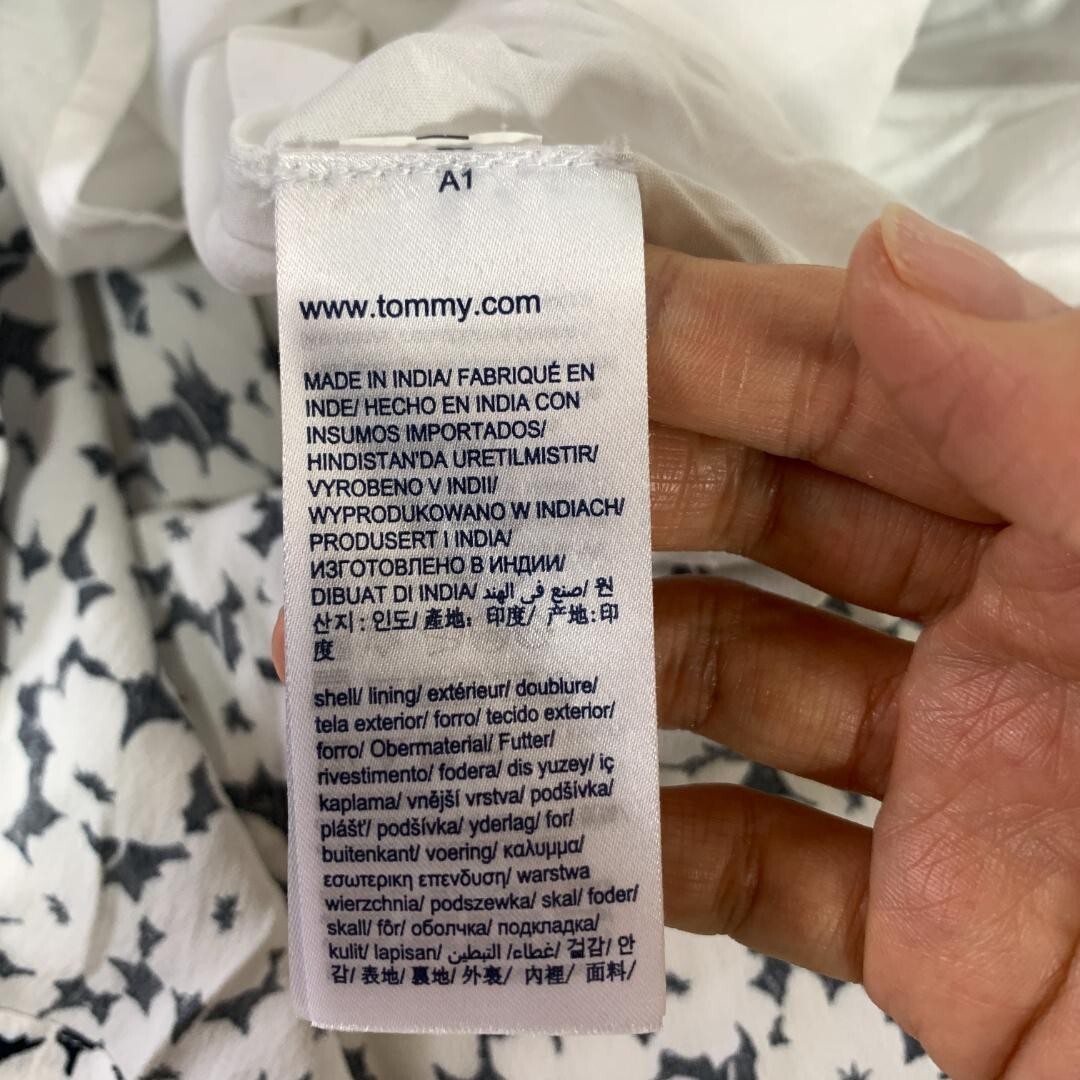 A1
www.tommy.com
MADE IN INDIA/ FABRIQUÉ EN
INDE/ HECHO EN INDIA CON
INSUMOS IMPORTADOS/
HINDISTAN'DA URETILMISTIR/
VYROBENO V INDII/
WYPRODUKOWANO W INDIACH/
PRODUSERT I INDIA/
ИЗГОТОВЛЕНО В ИНДИИ/
DIBUAT DI INDIA/ صنع في الهند/ 원
산지 : 인도/ 產地: 印度/ 产地:印
度
shell/ lining/ extérieur/ doublure/
tela exterior/ forro/ tecido exterior/
forro/ Obermaterial/ Futter/
rivestimento/ fodera/ dis yuzey/ iç
kaplama/ vnější vrstva/ podšívka/
plášť/ podšívka/ yderlag/ for/
buitenkant/ voering/ καλυμμα/
εσωτερικη επενδυση/ warstwa
wierzchnia/ podszewka/ skal/ foder/
skall/ fôr/ оболчка/ подкладка/
kulit/ lapisan/ غطاء/ التبطين/ 겉감/ 안
감/ 表地/ 裏地/ 外裏/ 內裡/ 面料/